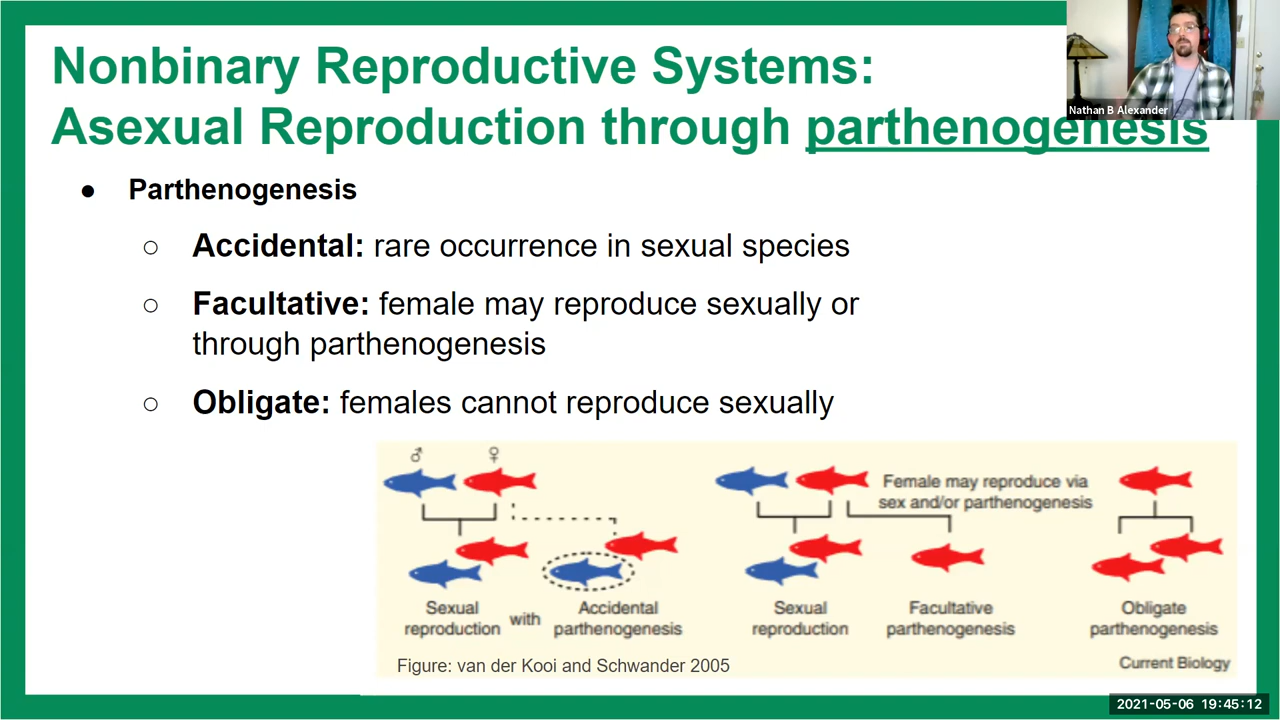 Nonbinary Reproductive Systems:
Asexual Reproduction through parthenogenesis
Nathan B Alexander
● Parthenogenesis
○ Accidental: rare occurrence in sexual species
○ Facultative: female may reproduce sexually or
through parthenogenesis
○ Obligate: females cannot reproduce sexually
♂ ♀
Female may reproduce via
sex and/or parthenogenesis
Sexual
reproduction
with
Accidental
parthenogenesis
Sexual
reproduction
Facultative
parthenogenesis
Obligate
parthenogenesis
Figure: van der Kooi and Schwander 2005
Current Biology
2021-05-06 19:45:12